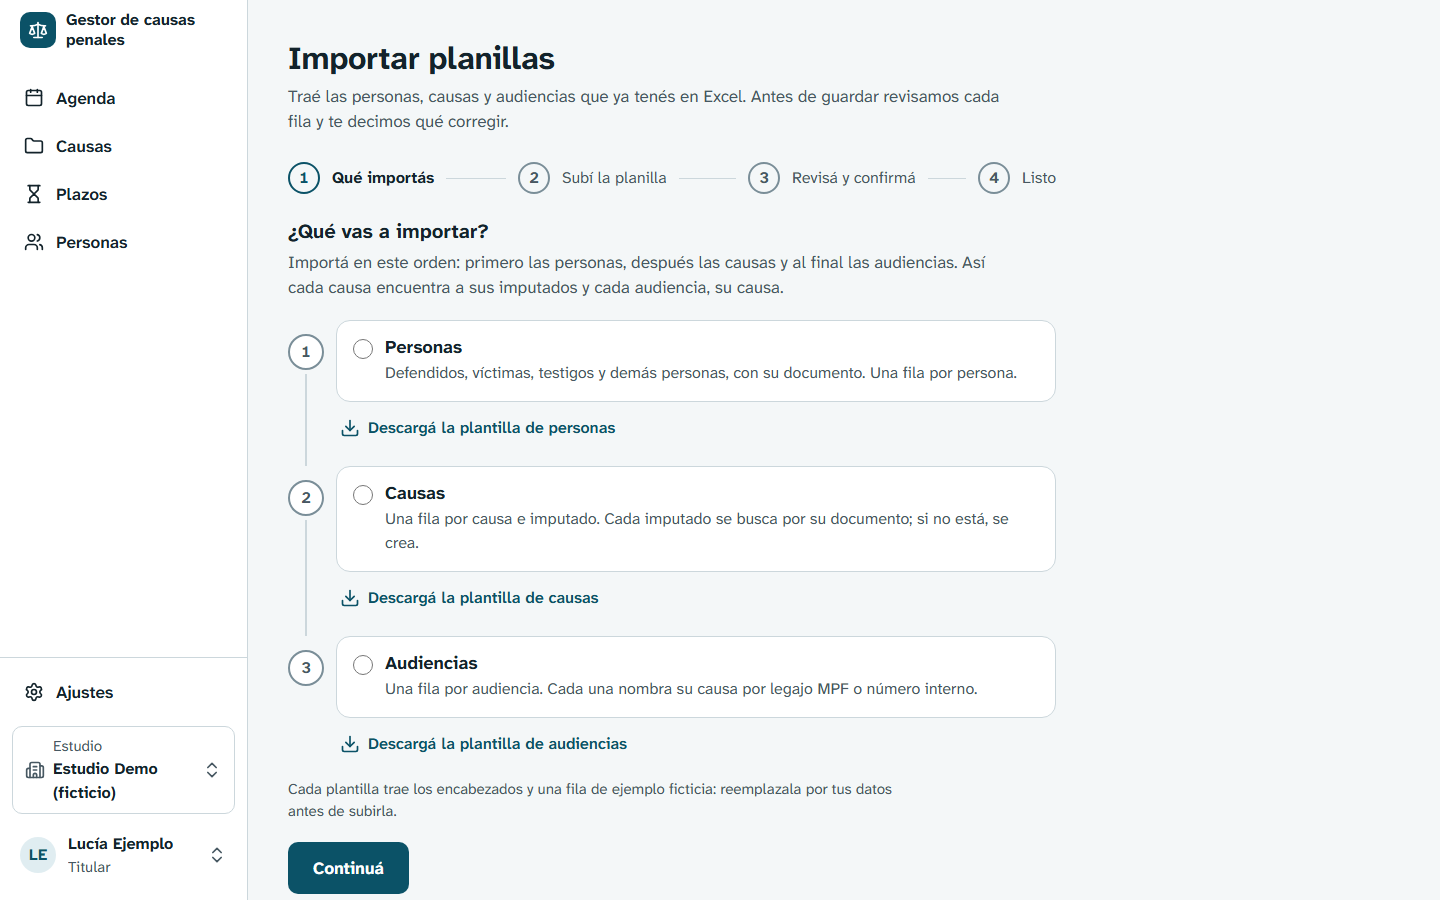 Gestor de causas
penales
Agenda
Causas
Plazos
Personas
Ajustes
Estudio
Estudio Demo
(ficticio)
LE
Lucía Ejemplo
Titular
Importar planillas
Traé las personas, causas y audiencias que ya tenés en Excel. Antes de guardar revisamos cada
fila y te decimos qué corregir.
1 Qué importás
2 Subí la planilla
3 Revisá y confirmá
4 Listo
¿Qué vas a importar?
Importá en este orden: primero las personas, después las causas y al final las audiencias. Así
cada causa encuentra a sus imputados y cada audiencia, su causa.
1
Personas
Defendidos, víctimas, testigos y demás personas, con su documento. Una fila por persona.
Descargá la plantilla de personas
2
Causas
Una fila por causa e imputado. Cada imputado se busca por su documento; si no está, se
crea.
Descargá la plantilla de causas
3
Audiencias
Una fila por audiencia. Cada una nombra su causa por legajo MPF o número interno.
Descargá la plantilla de audiencias
Cada plantilla trae los encabezados y una fila de ejemplo ficticia: reemplazala por tus datos
antes de subirla.
Continuá